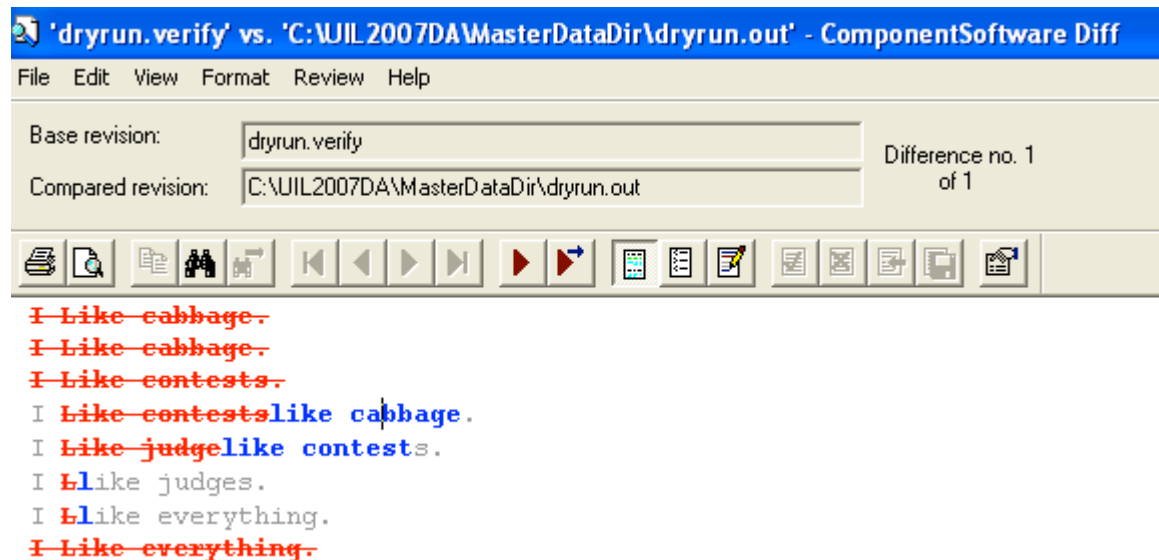 'dryrun.verify' vs. 'C:\UIL2007DA\MasterDataDir\dryrun.out' - ComponentSoftware Diff
File Edit View Format Review Help
Base revision: dryrun.verify
Compared revision: C:\UIL2007DA\MasterDataDir\dryrun.out
Difference no. 1
of 1
I Like cabbage.
I Like cabbage.
I Like contests.
I Like contestslike cabbage.
I Like judgelike contests.
I Llike judges.
I Llike everything.
I Like everything.